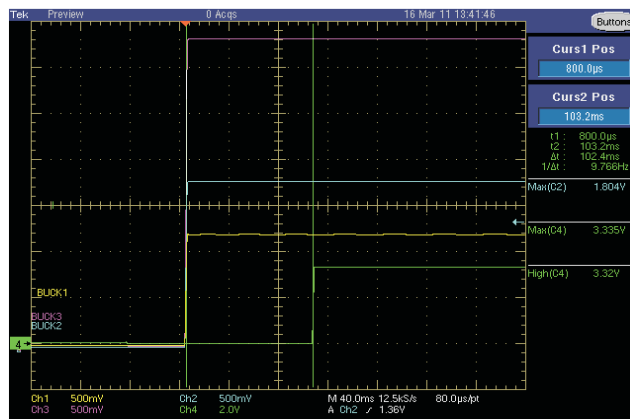 Tek Preview 0 Acqs 16 Mar 11 13:41:46
Buttons
Curs1 Pos
800.0µs
Curs2 Pos
103.2ms
t1 : 800.0µs
t2 : 103.2ms
Δt : 102.4ms
1/Δt : 9.766Hz
Max(C2) 1.804V
Max(C4) 3.335V
High(C4) 3.32V
BUCK1
BUCK3
BUCK2
4
Ch1 500mV Ch2 500mV M 40.0ms 12.5kS/s 80.0µs/pt
Ch3 500mV Ch4 2.0V A Ch2 ⁄ 1.36V